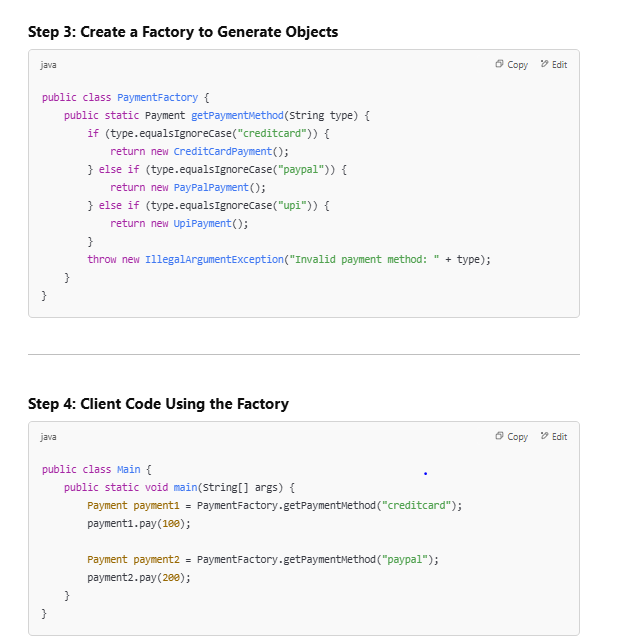 Step 3: Create a Factory to Generate Objects
java Copy Edit
public class PaymentFactory {
    public static Payment getPaymentMethod(String type) {
        if (type.equalsIgnoreCase("creditcard")) {
            return new CreditCardPayment();
        } else if (type.equalsIgnoreCase("paypal")) {
            return new PayPalPayment();
        } else if (type.equalsIgnoreCase("upi")) {
            return new UpiPayment();
        }
        throw new IllegalArgumentException("Invalid payment method: " + type);
    }
}
Step 4: Client Code Using the Factory
java Copy Edit
public class Main {
    public static void main(String[] args) {
        Payment payment1 = PaymentFactory.getPaymentMethod("creditcard");
        payment1.pay(100);
        Payment payment2 = PaymentFactory.getPaymentMethod("paypal");
        payment2.pay(200);
    }
}